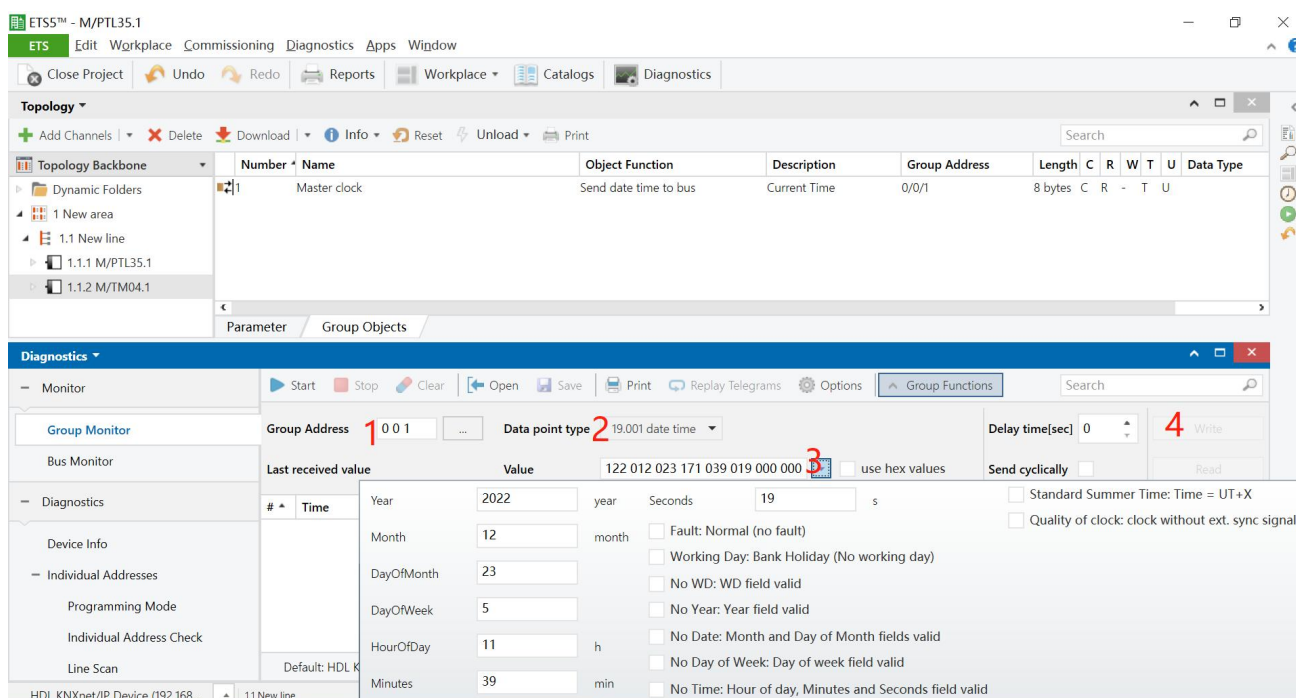 ETS5™ - M/PTL35.1
ETS Edit Workplace Commissioning Diagnostics Apps Window
Close Project Undo Redo Reports Workplace Catalogs Diagnostics
Topology
Add Channels Delete Download Info Reset Unload Print Search
Topology Backbone Number Name Object Function Description Group Address Length C R W T U Data Type
Dynamic Folders 1 Master clock Send date time to bus Current Time 0/0/1 8 bytes C R - T U
1 New area
1.1 New line
1.1.1 M/PTL35.1
1.1.2 M/TM04.1
Parameter Group Objects
Diagnostics
Monitor Start Stop Clear Open Save Print Replay Telegrams Options Group Functions Search
Group Monitor Group Address 1 0 0 1 ... Data point type 2 19.001 date time Delay time[sec] 0 4 Write
Bus Monitor Last received value Value 122 012 023 171 039 019 000 000 3 use hex values Send cyclically Read
Diagnostics # Time Year 2022 year Seconds 19 s Standard Summer Time: Time = UT+X
Quality of clock: clock without ext. sync signal
Device Info Month 12 month Fault: Normal (no fault)
Working Day: Bank Holiday (No working day)
Individual Addresses DayOfMonth 23 No WD: WD field valid
Programming Mode DayOfWeek 5 No Year: Year field valid
Individual Address Check HourOfDay 11 h No Date: Month and Day of Month fields valid
Line Scan Default: HDL K No Day of Week: Day of week field valid
Minutes 39 min No Time: Hour of day, Minutes and Seconds field valid
HDL KNXnet/IP Device (192.168 1.1 New line